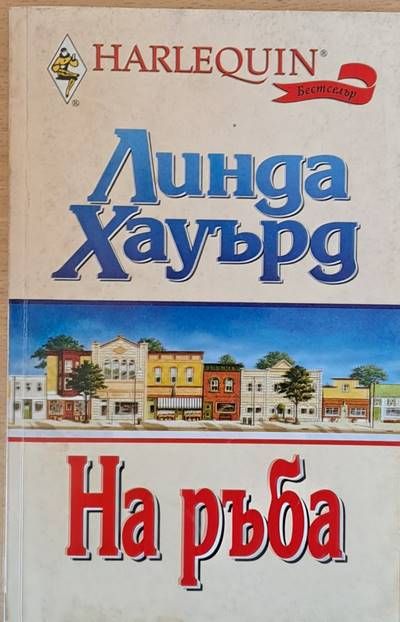 HARLEQUIN®
Бестселър
®
Линда
Хауърд
На ръба